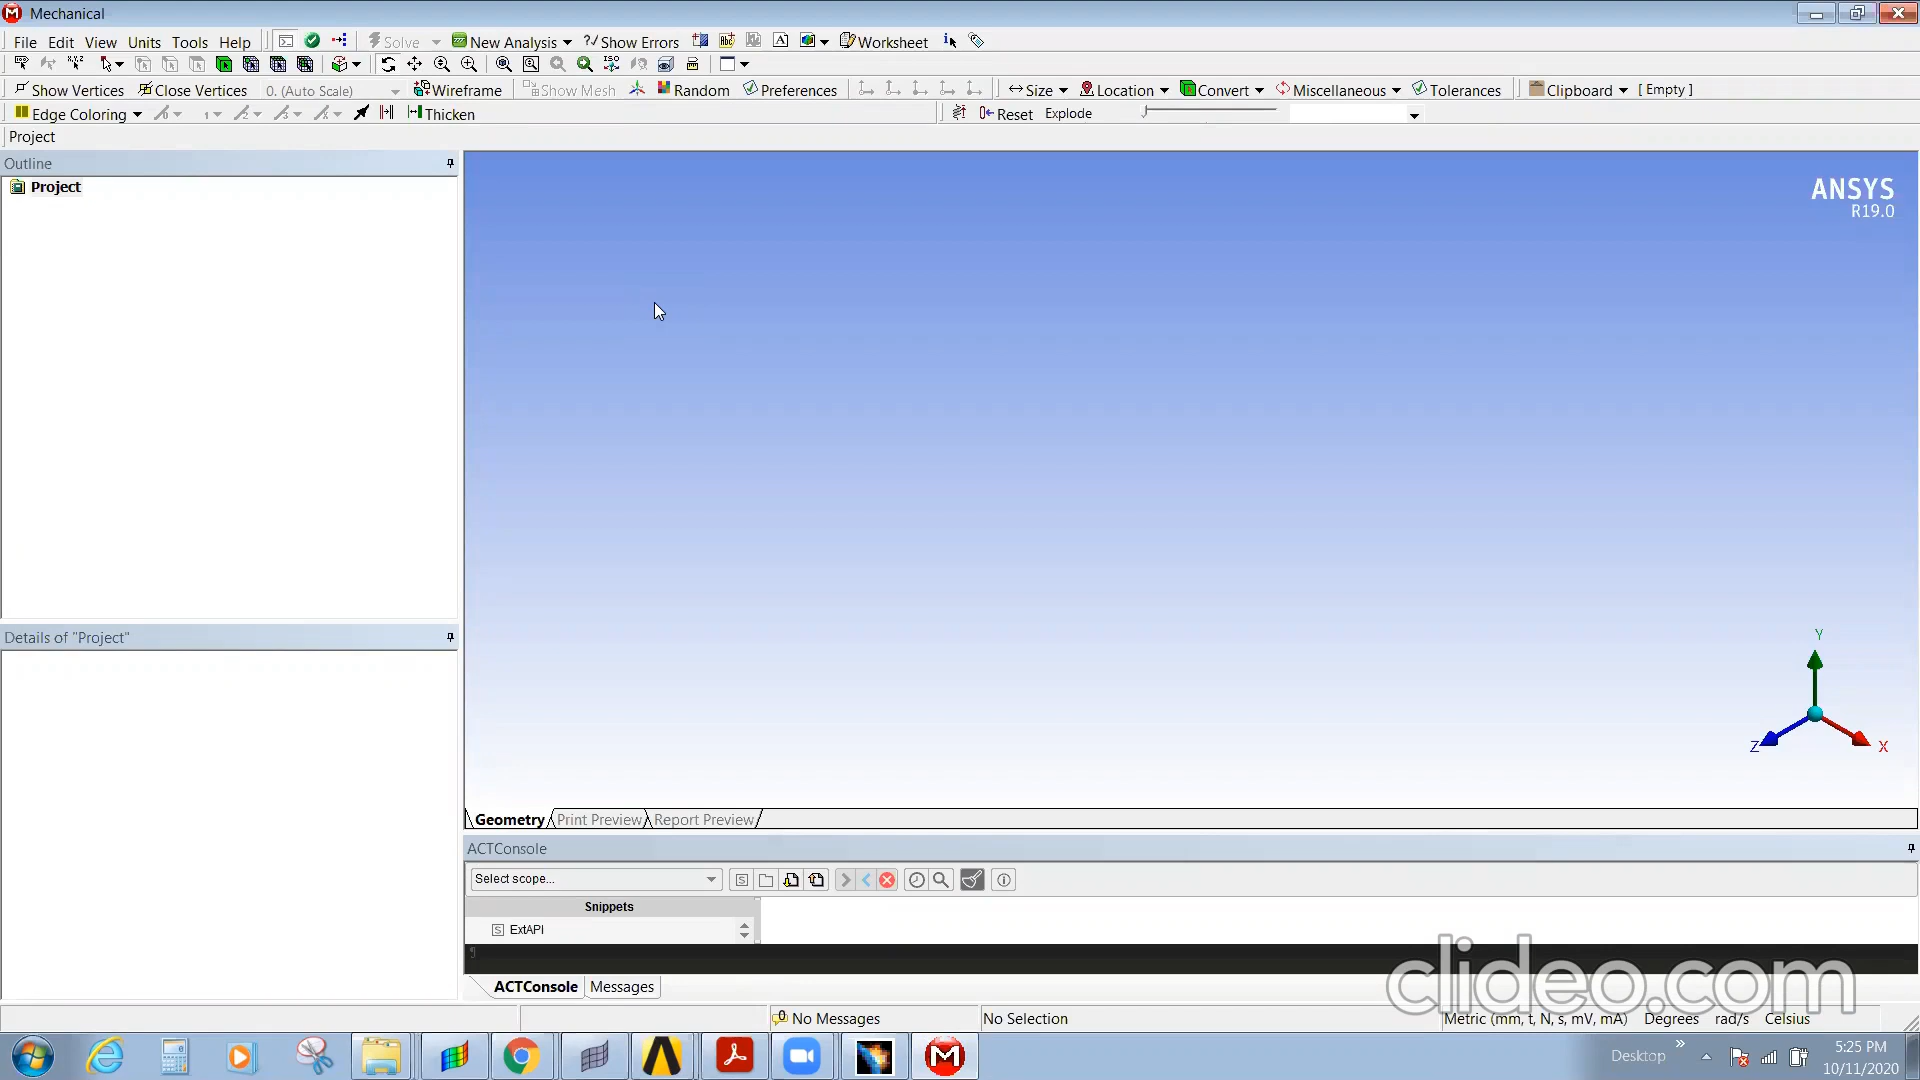 Mechanical
File Edit View Units Tools Help Solve New Analysis ?/Show Errors Worksheet
Show Vertices Close Vertices 0. (Auto Scale) Wireframe Show Mesh Random Preferences Size Location Convert Miscellaneous Tolerances Clipboard [ Empty ]
Edge Coloring Thicken Reset Explode
Project
Outline
Project
ANSYS
R19.0
Details of "Project"
Y
Z
X
Geometry Print Preview Report Preview
ACTConsole
Select scope...
Snippets
S ExtAPI
ACTConsole Messages
0 No Messages No Selection Metric (mm, t, N, s, mV, mA) Degrees rad/s Celsius
clideo.com
Desktop
5:25 PM
10/11/2020